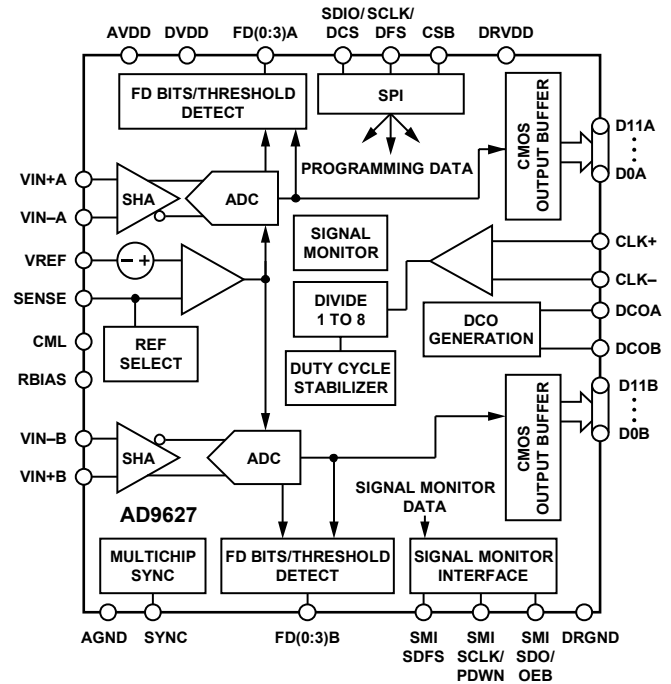 SDIO/ SCLK/
AVDD DVDD FD(0:3)A DCS DFS CSB DRVDD
FD BITS/THRESHOLD
DETECT
SPI
PROGRAMMING DATA
CMOS
OUTPUT BUFFER
D11A
D0A
VIN+A
VIN–A
SHA
ADC
VREF
– +
SENSE
REF
SELECT
CML
RBIAS
SIGNAL
MONITOR
DIVIDE
1 TO 8
DUTY CYCLE
STABILIZER
CLK+
CLK–
DCO
GENERATION
DCOA
DCOB
VIN–B
VIN+B
SHA
ADC
CMOS
OUTPUT BUFFER
D11B
D0B
SIGNAL MONITOR
DATA
AD9627
MULTICHIP
SYNC
FD BITS/THRESHOLD
DETECT
SIGNAL MONITOR
INTERFACE
AGND SYNC FD(0:3)B SMI SMI SMI DRGND
SDFS SCLK/ SDO/
PDWN OEB